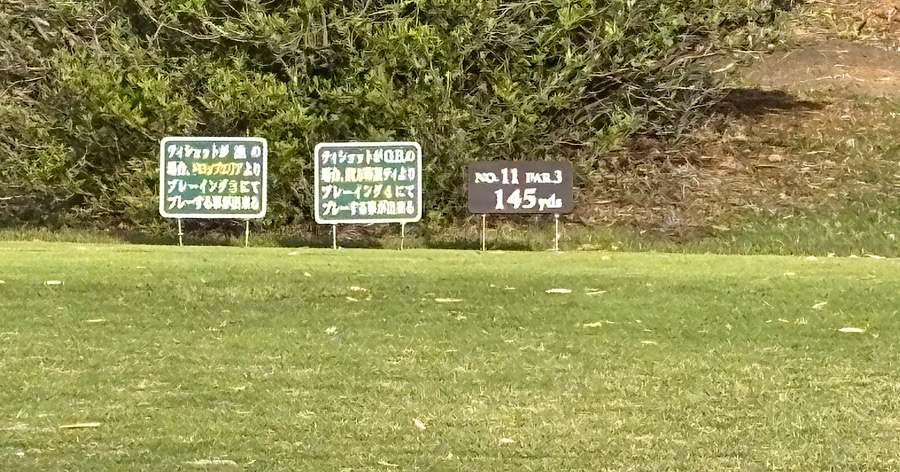 ティショットが 池 の
場合、ドロップエリアより
プレーイング3にて
プレーする事が出来る
ティショットがO.B.の
場合、前方特設ティより
プレーイング4にて
プレーする事が出来る
NO.11 PAR3
145yds